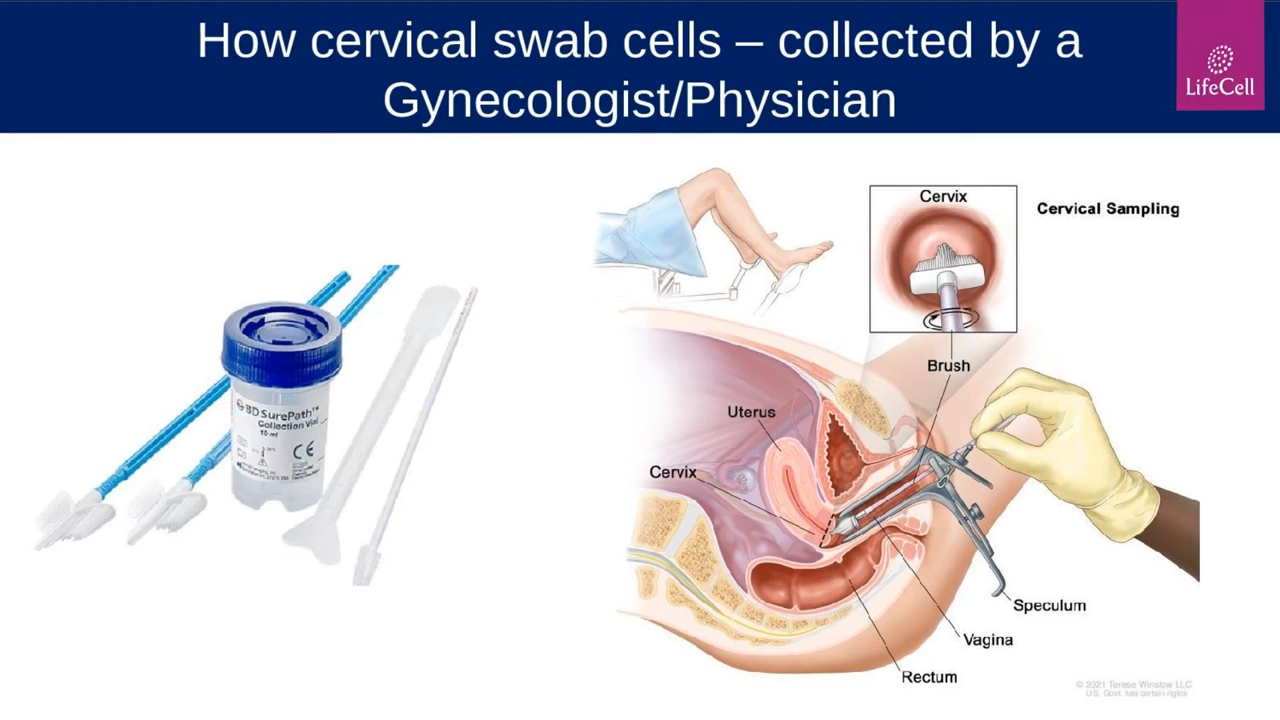 How cervical swab cells – collected by a
Gynecologist/Physician
LifeCell
BD SurePath™
Collection Vial
10 ml
CE
Cervix
Cervical Sampling
Brush
Uterus
Cervix
Speculum
Vagina
Rectum
© 2021 Terese Winslow LLC
U.S. Govt. has certain rights